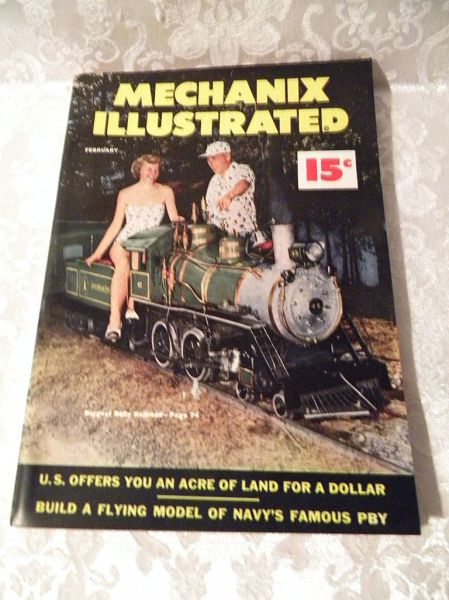 MECHANIX
ILLUSTRATED
FEBRUARY
15c
Biggest Baby Railroad—Page 74
U.S. OFFERS YOU AN ACRE OF LAND FOR A DOLLAR
BUILD A FLYING MODEL OF NAVY'S FAMOUS PBY